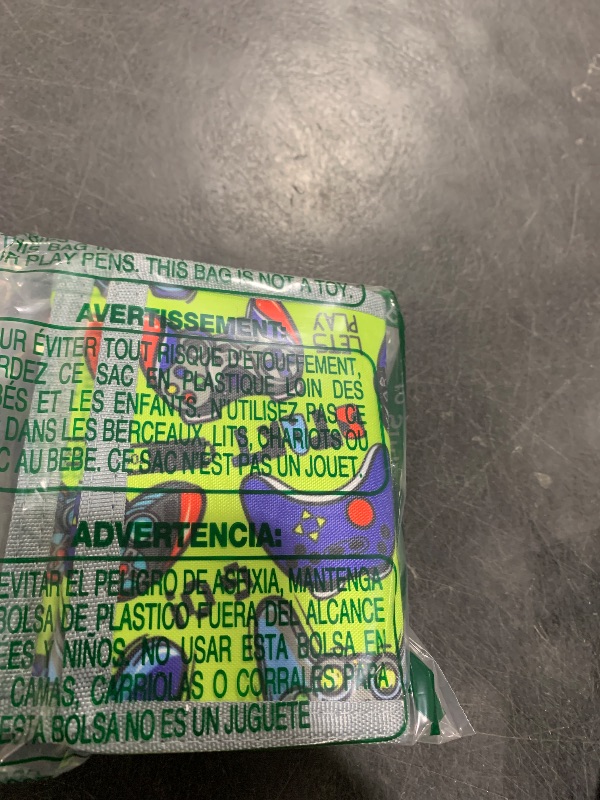 THIS BAG
R PLAY PENS. THIS BAG IS NOT A TOY.
AVERTISSEMENT:
UR ÉVITER TOUT RISQUE D'ÉTOUFFEMENT,
RDEZ CE SAC EN PLASTIQUE LOIN DES
BÉS ET LES ENFANTS. N'UTILISEZ PAS CE
DANS LES BERCEAUX, LITS, CHARIOTS OU
C AU BEBÉ. CE SAC N'EST PAS UN JOUET
ADVERTENCIA:
EVITAR EL PELIGRO DE ASFIXIA, MANTENGA
BOLSA DE PLASTICO FUERA DEL ALCANCE
ES Y NIÑOS. NO USAR ESTA BOLSA EN
CAMAS, CARRIOLAS O CORRALES PARA
ESTA BOLSA NO ES UN JUGUETE
LET'S
PLAY